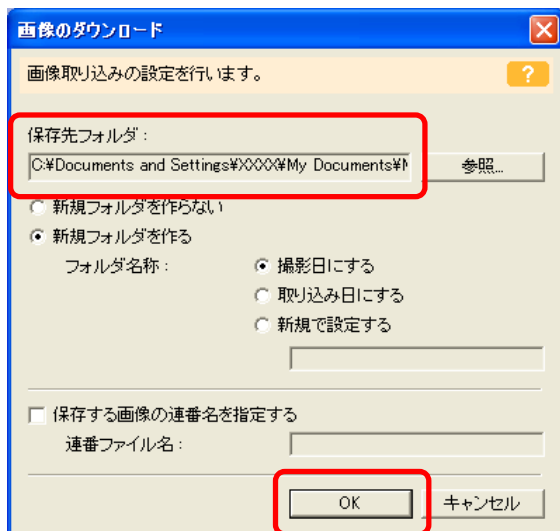 画像のダウンロード
画像取り込みの設定を行います。
?
保存先フォルダ：
C:¥Documents and Settings¥XXXX¥My Documents¥M
参照...
新規フォルダを作らない
新規フォルダを作る
フォルダ名称：
撮影日にする
取り込み日にする
新規で設定する
保存する画像の連番名を指定する
連番ファイル名：
OK
キャンセル